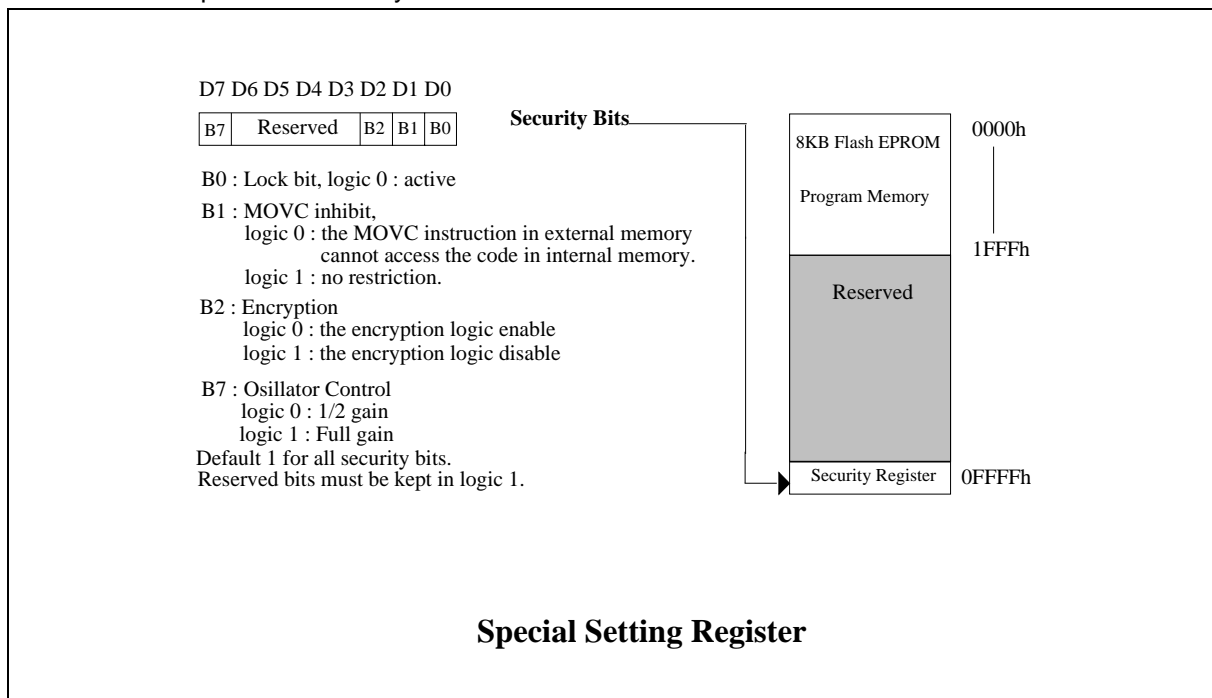 D7 D6 D5 D4 D3 D2 D1 D0
B7 Reserved B2 B1 B0
Security Bits
B0 : Lock bit, logic 0 : active
B1 : MOVC inhibit,
logic 0 : the MOVC instruction in external memory
cannot access the code in internal memory.
logic 1 : no restriction.
B2 : Encryption
logic 0 : the encryption logic enable
logic 1 : the encryption logic disable
B7 : Osillator Control
logic 0 : 1/2 gain
logic 1 : Full gain
Default 1 for all security bits.
Reserved bits must be kept in logic 1.
8KB Flash EPROM
Program Memory
0000h
1FFFh
Reserved
Security Register
0FFFFh
Special Setting Register